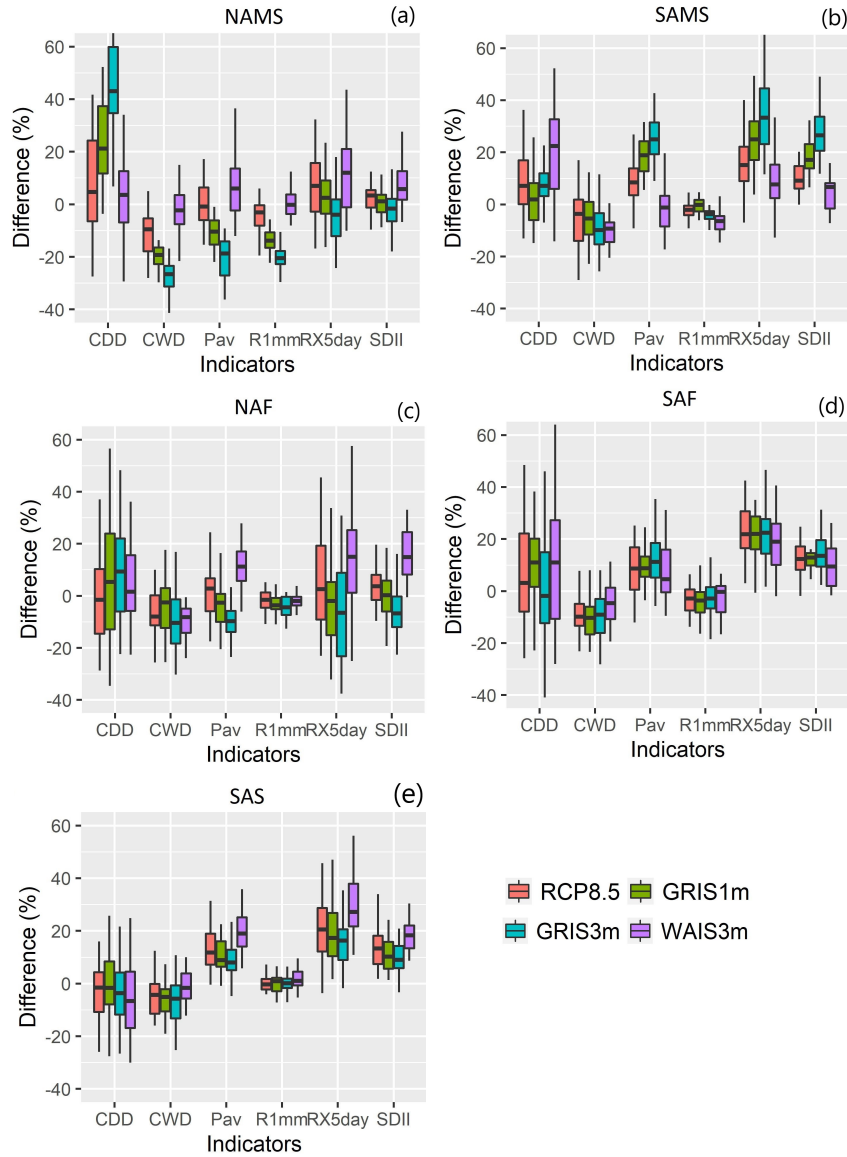 NAMS (a)
60
40
20
0
-20
-40
Difference (%)
CDD CWD Pav R1mm RX5day SDII
Indicators
SAMS (b)
60
40
20
0
-20
-40
Difference (%)
CDD CWD Pav R1mm RX5day SDII
Indicators
NAF (c)
60
40
20
0
-20
-40
Difference (%)
CDD CWD Pav R1mm RX5day SDII
Indicators
SAF (d)
60
40
20
0
-20
-40
Difference (%)
CDD CWD Pav R1mm RX5day SDII
Indicators
SAS (e)
60
40
20
0
-20
-40
Difference (%)
CDD CWD Pav R1mm RX5day SDII
Indicators
RCP8.5 GRIS1m
GRIS3m WAIS3m